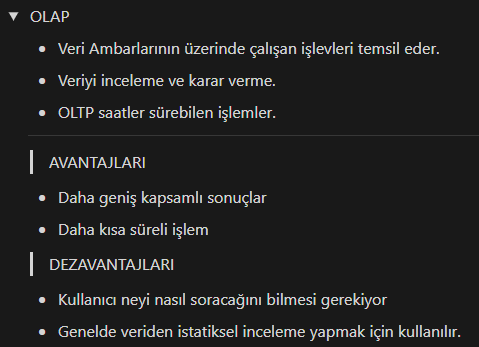 OLAP
Veri Ambarlarının üzerinde çalışan işlevleri temsil eder.
Veriyi inceleme ve karar verme.
OLTP saatler sürebilen işlemler.
AVANTAJLARI
Daha geniş kapsamlı sonuçlar
Daha kısa süreli işlem
DEZAVANTAJLARI
Kullanıcı neyi nasıl soracağını bilmesi gerekiyor
Genelde veriden istatiksel inceleme yapmak için kullanılır.